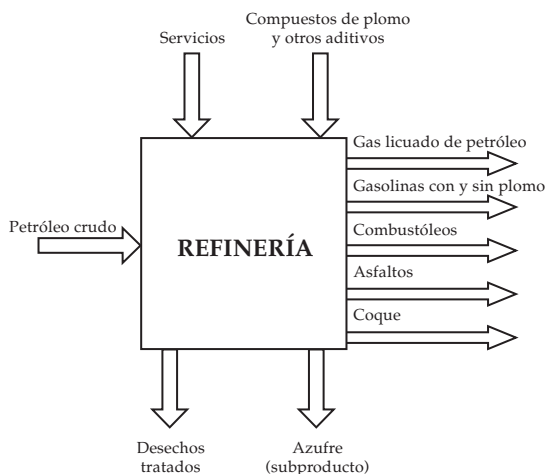 Servicios
Compuestos de plomo
y otros aditivos
Gas licuado de petróleo
Gasolinas con y sin plomo
Petróleo crudo
REFINERÍA
Combustóleos
Asfaltos
Coque
Desechos
tratados
Azufre
(subproducto)